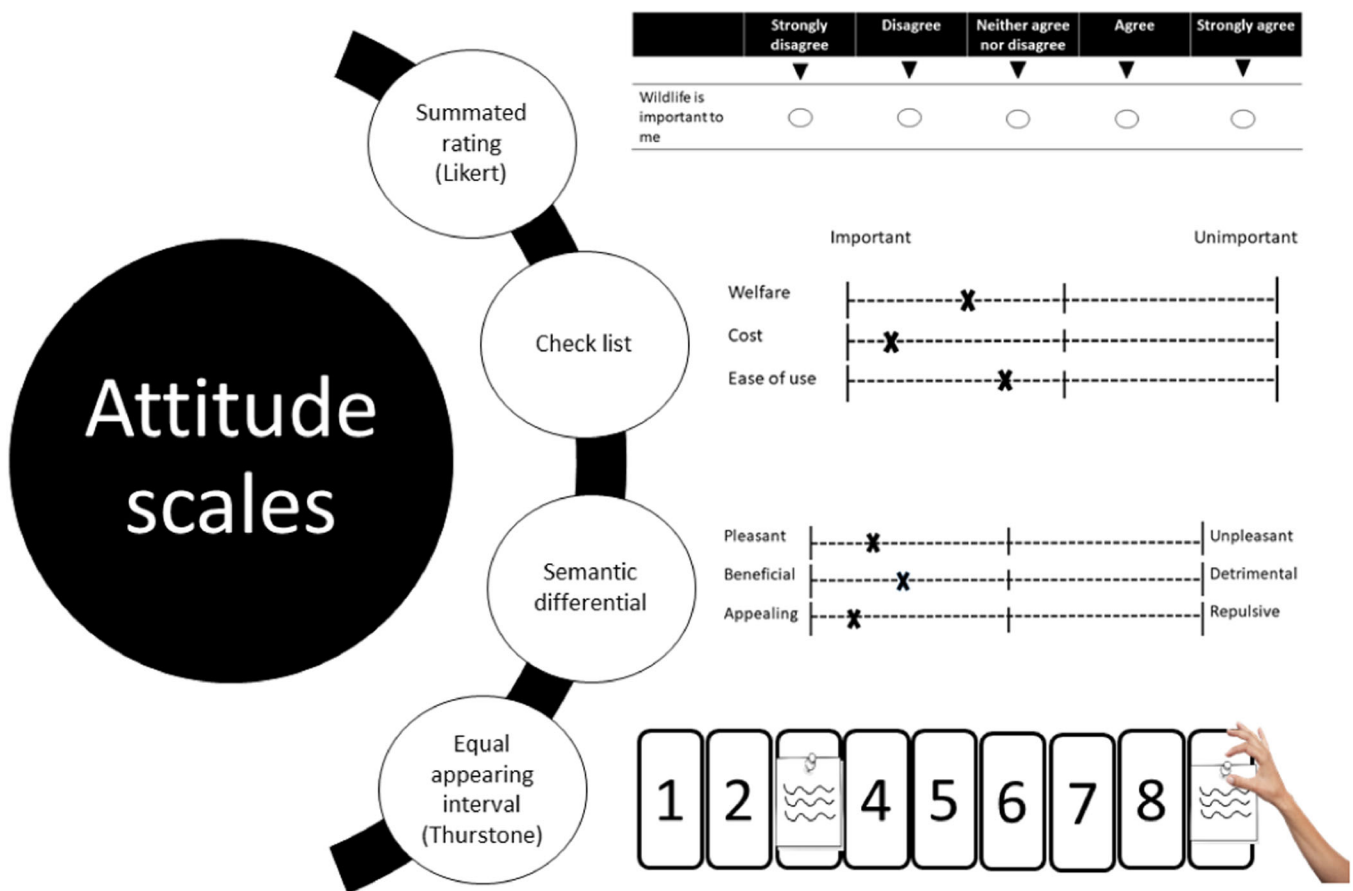 Attitude
scales
Summated
rating
(Likert)
Strongly
disagree
Disagree
Neither agree
nor disagree
Agree
Strongly agree
Wildlife is
important to
me
Check list
Important
Unimportant
Welfare
Cost
Ease of use
Semantic
differential
Pleasant
Unpleasant
Beneficial
Detrimental
Appealing
Repulsive
Equal
appearing
interval
(Thurstone)
1 2 4 5 6 7 8